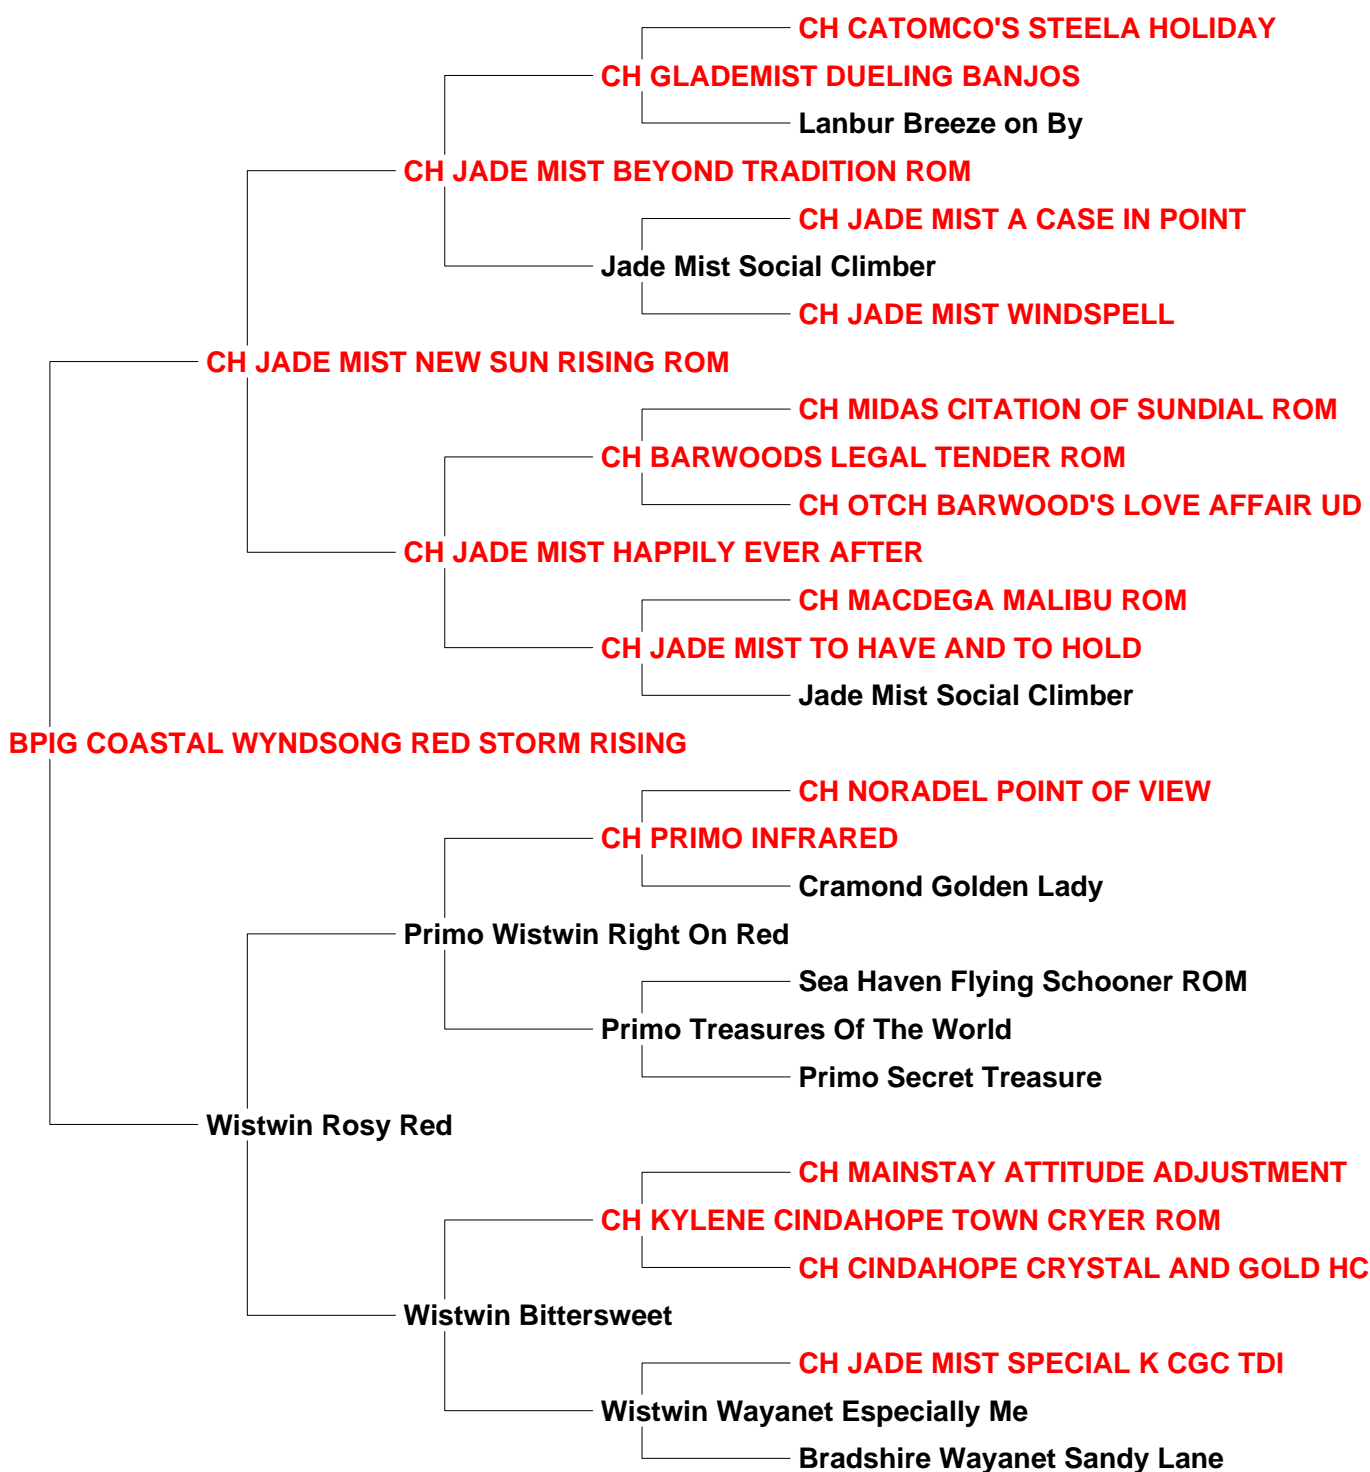 CH CATOMCO'S STEELA HOLIDAY
CH GLADEMIST DUELING BANJOS
Lanbur Breeze on By
CH JADE MIST BEYOND TRADITION ROM
CH JADE MIST A CASE IN POINT
Jade Mist Social Climber
CH JADE MIST WINDSPELL
CH JADE MIST NEW SUN RISING ROM
CH MIDAS CITATION OF SUNDIAL ROM
CH BARWOODS LEGAL TENDER ROM
CH OTCH BARWOOD'S LOVE AFFAIR UD
CH JADE MIST HAPPILY EVER AFTER
CH MACDEGA MALIBU ROM
CH JADE MIST TO HAVE AND TO HOLD
Jade Mist Social Climber
BPIG COASTAL WYNDSONG RED STORM RISING
CH NORADEL POINT OF VIEW
CH PRIMO INFRARED
Cramond Golden Lady
Primo Wistwin Right On Red
Sea Haven Flying Schooner ROM
Primo Treasures Of The World
Primo Secret Treasure
Wistwin Rosy Red
CH MAINSTAY ATTITUDE ADJUSTMENT
CH KYLENE CINDAHOPE TOWN CRYER ROM
CH CINDAHOPE CRYSTAL AND GOLD HC
Wistwin Bittersweet
CH JADE MIST SPECIAL K CGC TDI
Wistwin Wayanet Especially Me
Bradshire Wayanet Sandy Lane